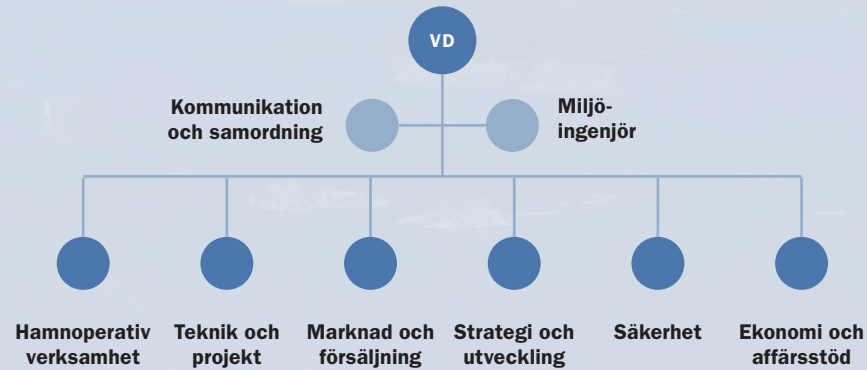 VD
Kommunikation
och samordning
Miljö-
ingenjör
Hamnoperativ
verksamhet
Teknik och
projekt
Marknad och
försäljning
Strategi och
utveckling
Säkerhet
Ekonomi och
affärsstöd